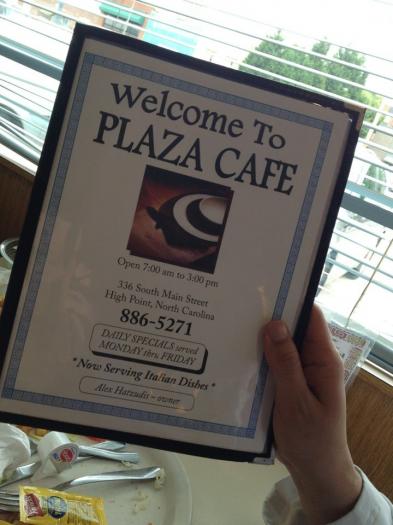 Welcome To
PLAZA CAFE
Open 7:00 am to 3:00 pm
336 South Main Street
High Point, North Carolina
886-5271
DAILY SPECIALS served
MONDAY thru FRIDAY
* Now Serving Italian Dishes *
Alex Hatzudis - owner